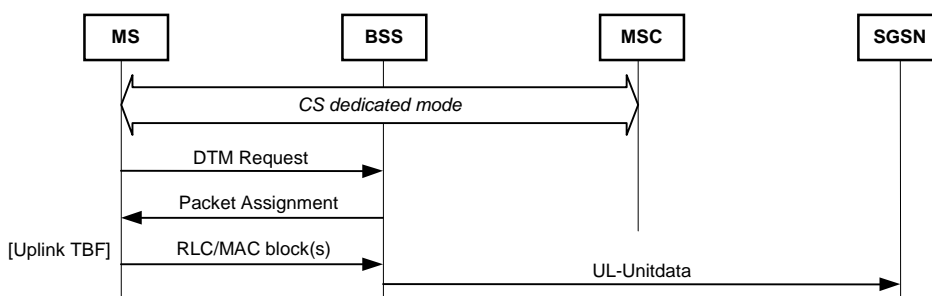 MS
BSS
MSC
SGSN
CS dedicated mode
DTM Request
Packet Assignment
[Uplink TBF]
RLC/MAC block(s)
UL-Unitdata